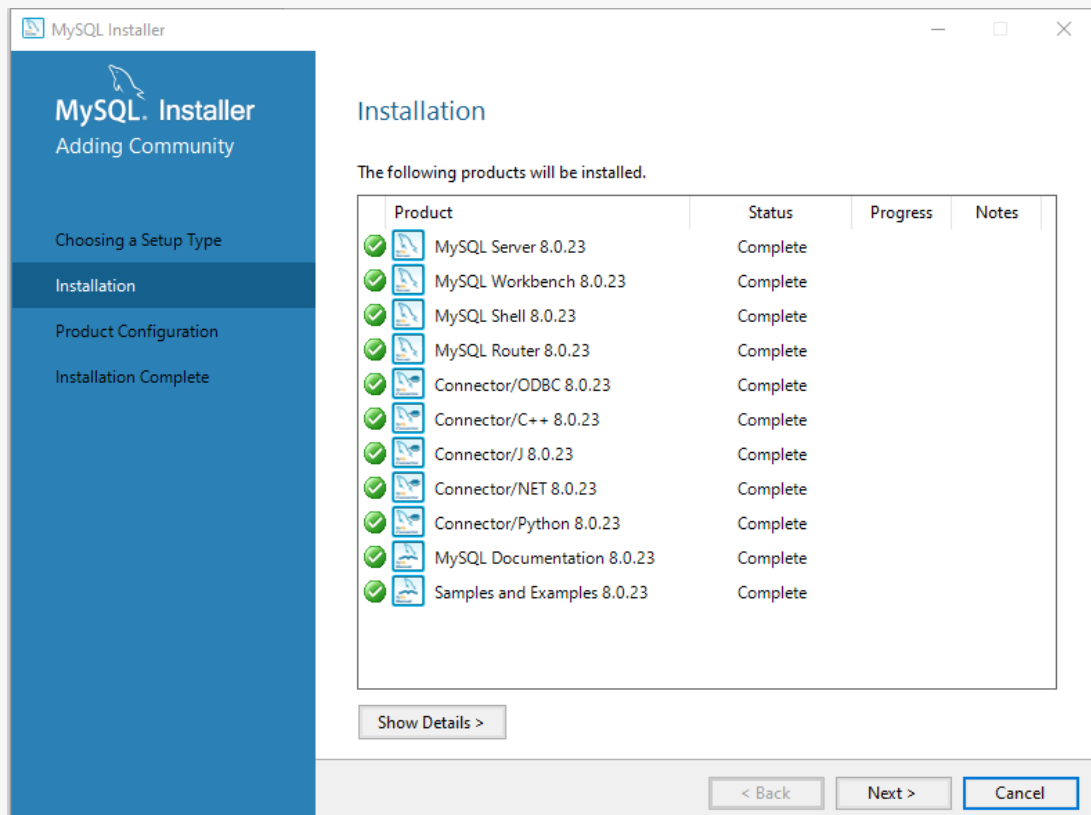 MySQL Installer
MySQL. Installer
Adding Community
Choosing a Setup Type
Installation
Product Configuration
Installation Complete
Installation
The following products will be installed.
Product Status Progress Notes
MySQL Server 8.0.23 Complete
MySQL Workbench 8.0.23 Complete
MySQL Shell 8.0.23 Complete
MySQL Router 8.0.23 Complete
Connector/ODBC 8.0.23 Complete
Connector/C++ 8.0.23 Complete
Connector/J 8.0.23 Complete
Connector/NET 8.0.23 Complete
Connector/Python 8.0.23 Complete
MySQL Documentation 8.0.23 Complete
Samples and Examples 8.0.23 Complete
Show Details >
< Back Next > Cancel